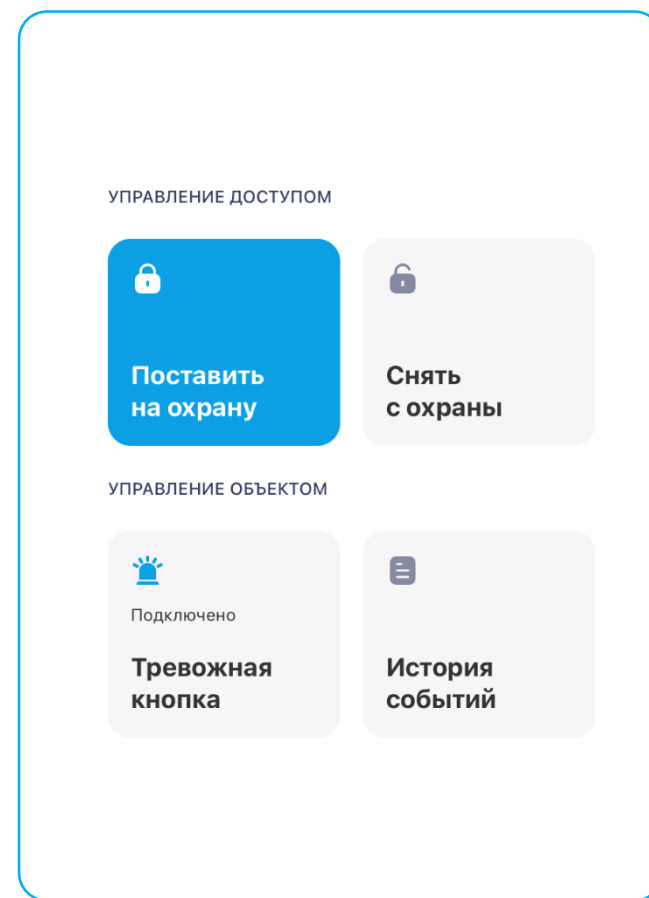 УПРАВЛЕНИЕ ДОСТУПОМ
Поставить
на охрану
Снять
с охраны
УПРАВЛЕНИЕ ОБЪЕКТОМ
Подключено
Тревожная
кнопка
История
событий